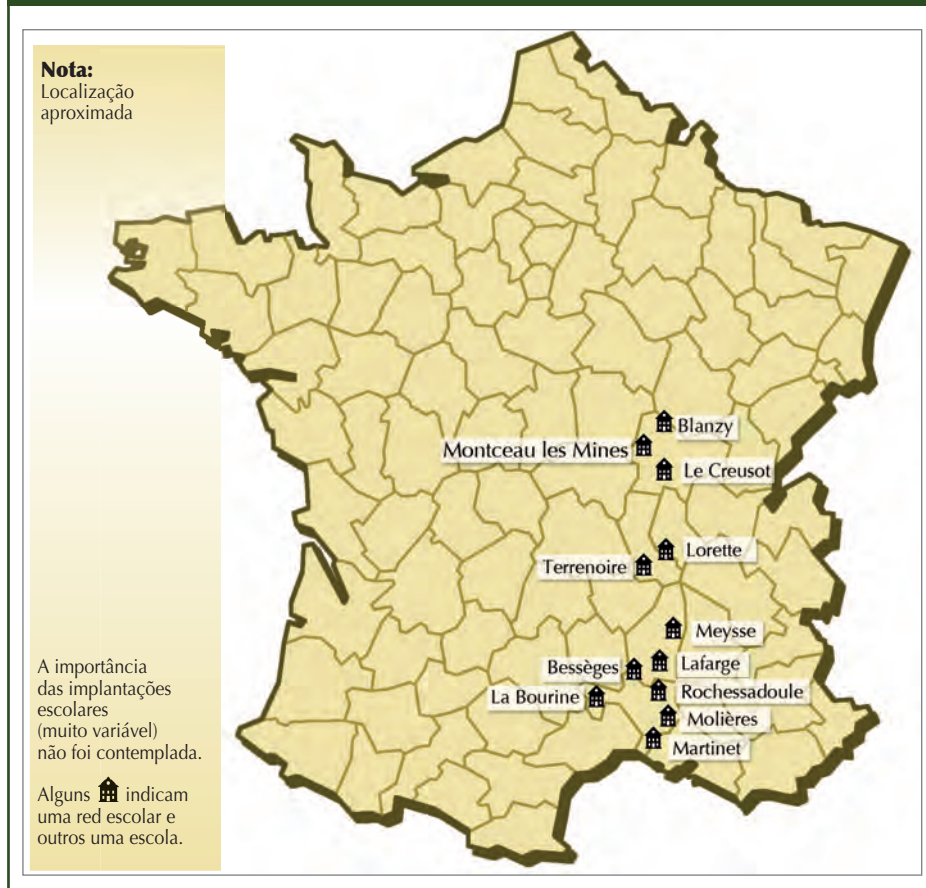 Nota:
Localização
aproximada
Blanzy
Montceau les Mines
Le Creusot
Lorette
Terrenoire
Meysse
Bessèges
Lafarge
La Bourine
Rochessadoule
Molières
Martinet
A importância
das implantações
escolares
(muito variável)
não foi contemplada.
Alguns indicam
uma red escolar e
outros uma escola.